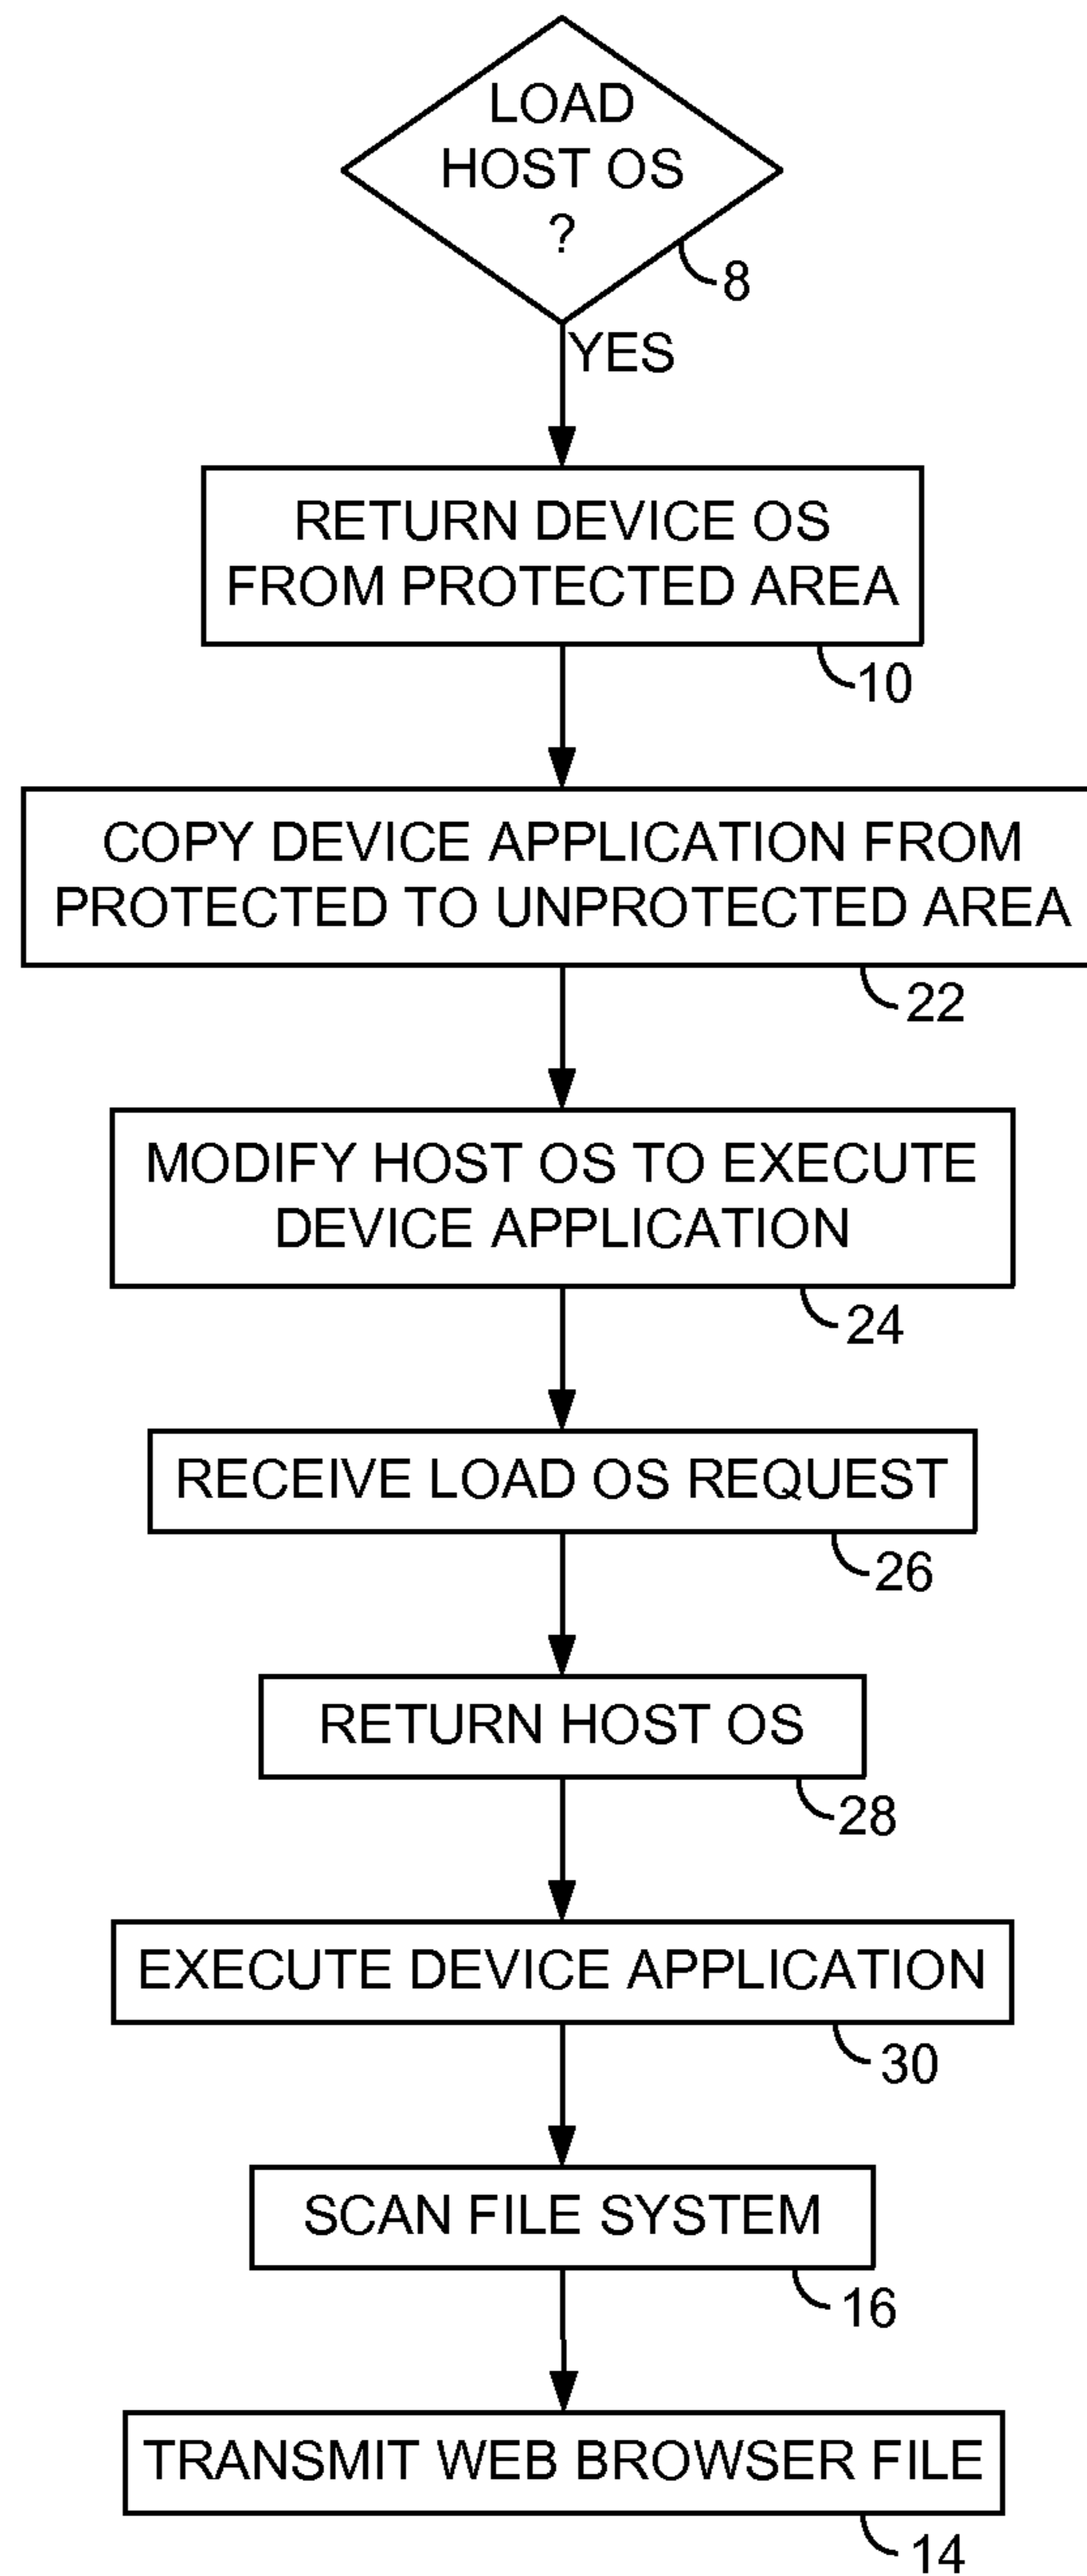 LOAD
HOST OS
?
8
YES
RETURN DEVICE OS
FROM PROTECTED AREA
10
COPY DEVICE APPLICATION FROM
PROTECTED TO UNPROTECTED AREA
22
MODIFY HOST OS TO EXECUTE
DEVICE APPLICATION
24
RECEIVE LOAD OS REQUEST
26
RETURN HOST OS
28
EXECUTE DEVICE APPLICATION
30
SCAN FILE SYSTEM
16
TRANSMIT WEB BROWSER FILE
14